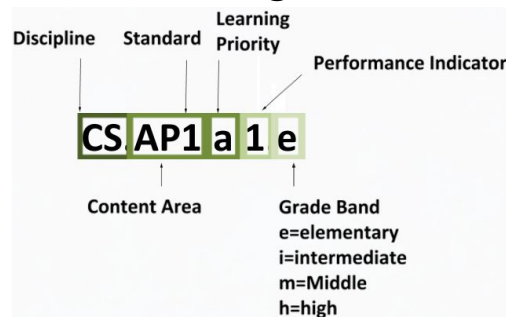 Learning
Discipline Standard Priority
Performance Indicator
CS.AP1 a 1 e
Content Area
Grade Band
e=elementary
i=intermediate
m=Middle
h=high